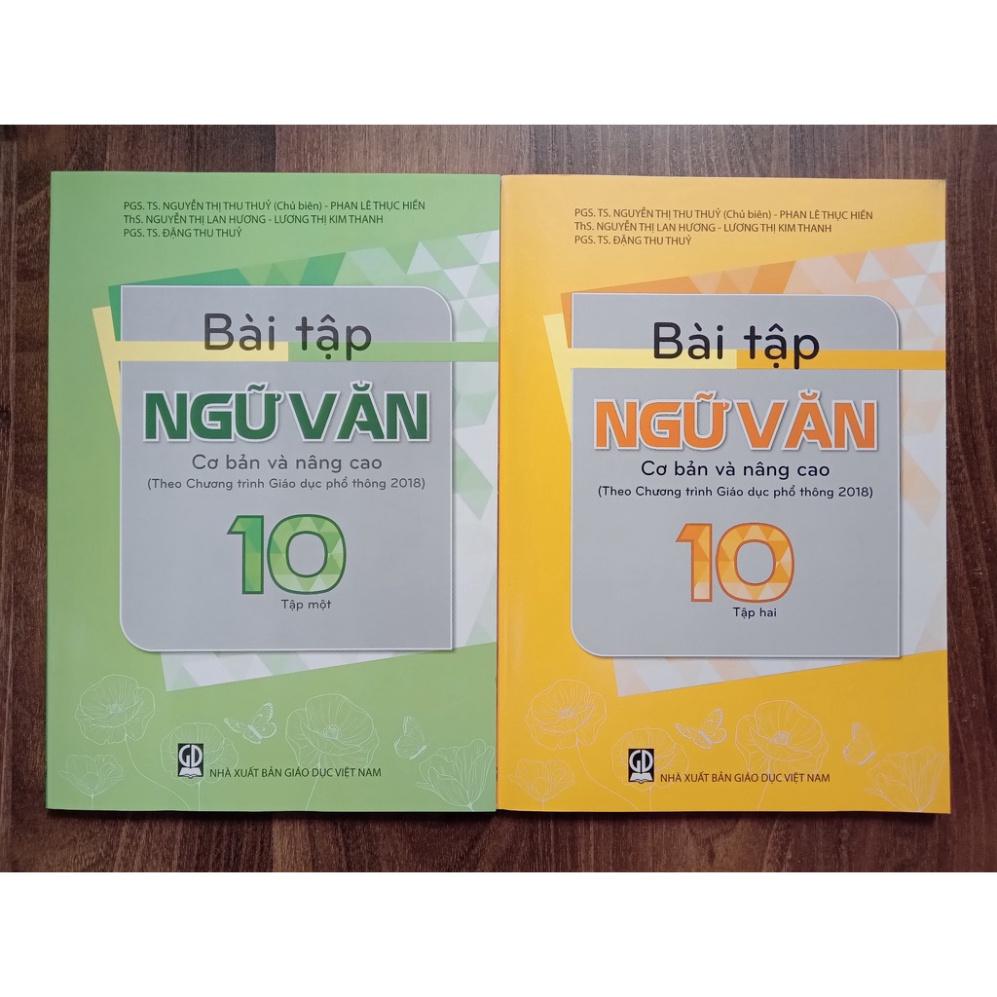 PGS. TS. NGUYỄN THỊ THU THUỶ (Chủ biên) - PHAN LÊ THỤC HIỀN
ThS. NGUYỄN THỊ LAN HƯƠNG - LƯƠNG THỊ KIM THANH
PGS. TS. ĐẶNG THU THUỶ
Bài tập
NGỮ VĂN
Cơ bản và nâng cao
(Theo Chương trình Giáo dục phổ thông 2018)
10
Tập một
GD
NHÀ XUẤT BẢN GIÁO DỤC VIỆT NAM
PGS. TS. NGUYỄN THỊ THU THUỶ (Chủ biên) - PHAN LÊ THỤC HIỀN
ThS. NGUYỄN THỊ LAN HƯƠNG - LƯƠNG THỊ KIM THANH
PGS. TS. ĐẶNG THU THUỶ
Bài tập
NGỮ VĂN
Cơ bản và nâng cao
(Theo Chương trình Giáo dục phổ thông 2018)
10
Tập hai
GD
NHÀ XUẤT BẢN GIÁO DỤC VIỆT NAM